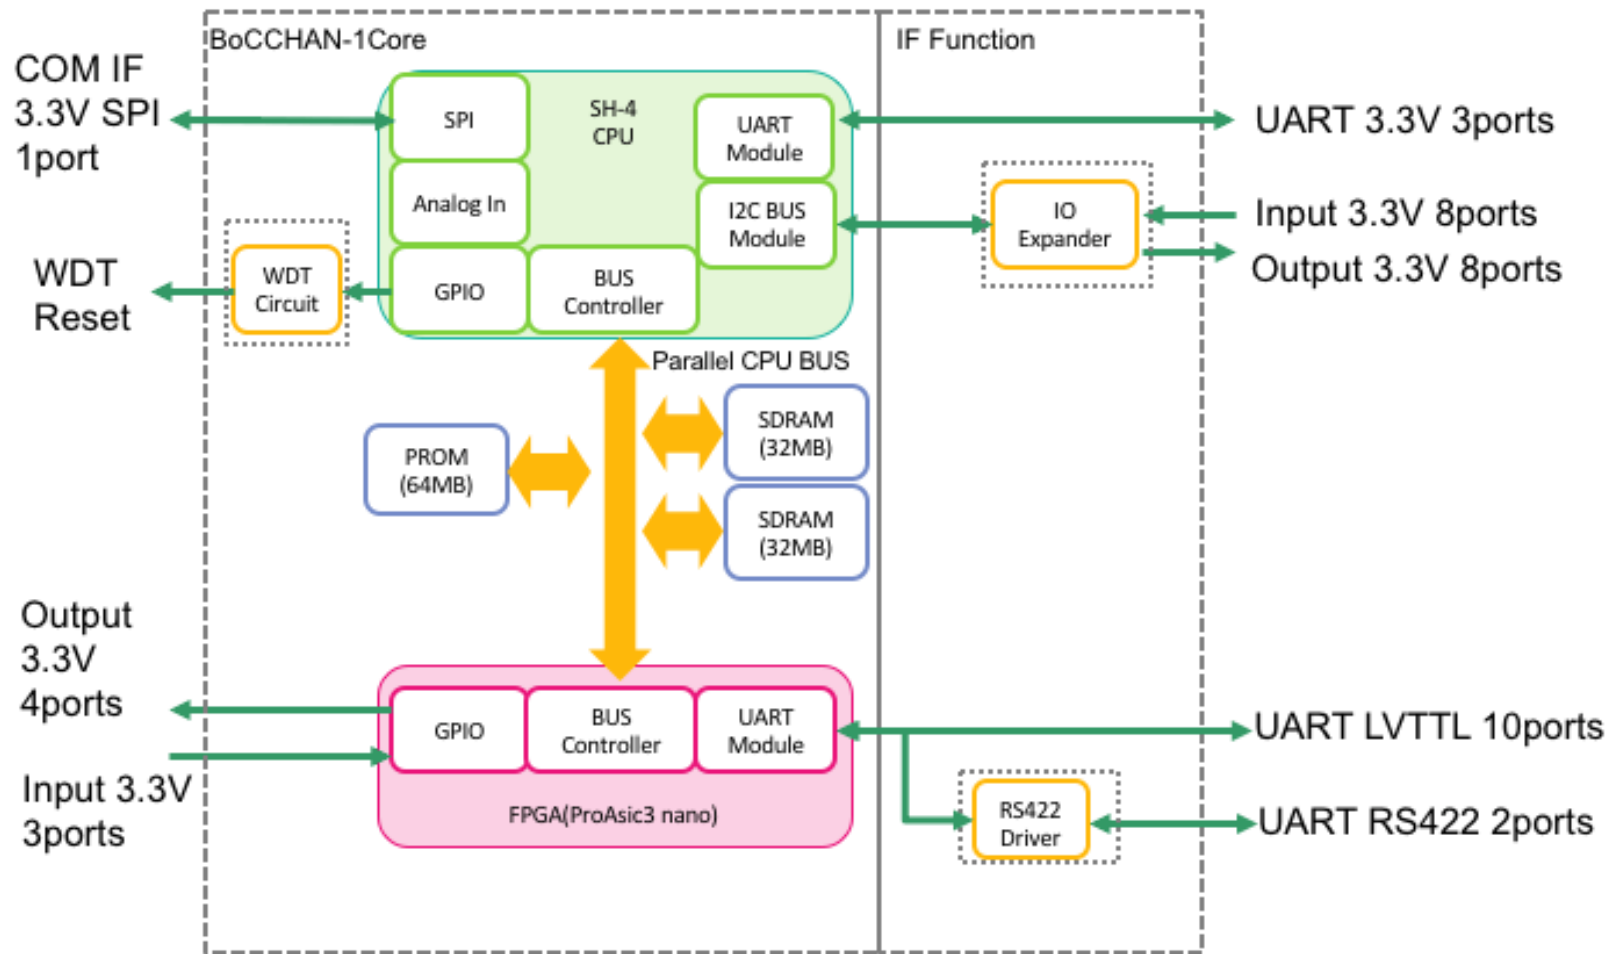 BoCCHAN-1Core
IF Function
COM IF
3.3V SPI
1port
SPI
SH-4
CPU
UART
Module
UART 3.3V 3ports
Analog In
I2C BUS
Module
IO
Expander
Input 3.3V 8ports
Output 3.3V 8ports
WDT
Reset
WDT
Circuit
GPIO
BUS
Controller
Parallel CPU BUS
SDRAM
(32MB)
PROM
(64MB)
SDRAM
(32MB)
Output
3.3V
4ports
Input 3.3V
3ports
GPIO
BUS
Controller
UART
Module
FPGA(ProAsic3 nano)
UART LVTTL 10ports
RS422
Driver
UART RS422 2ports